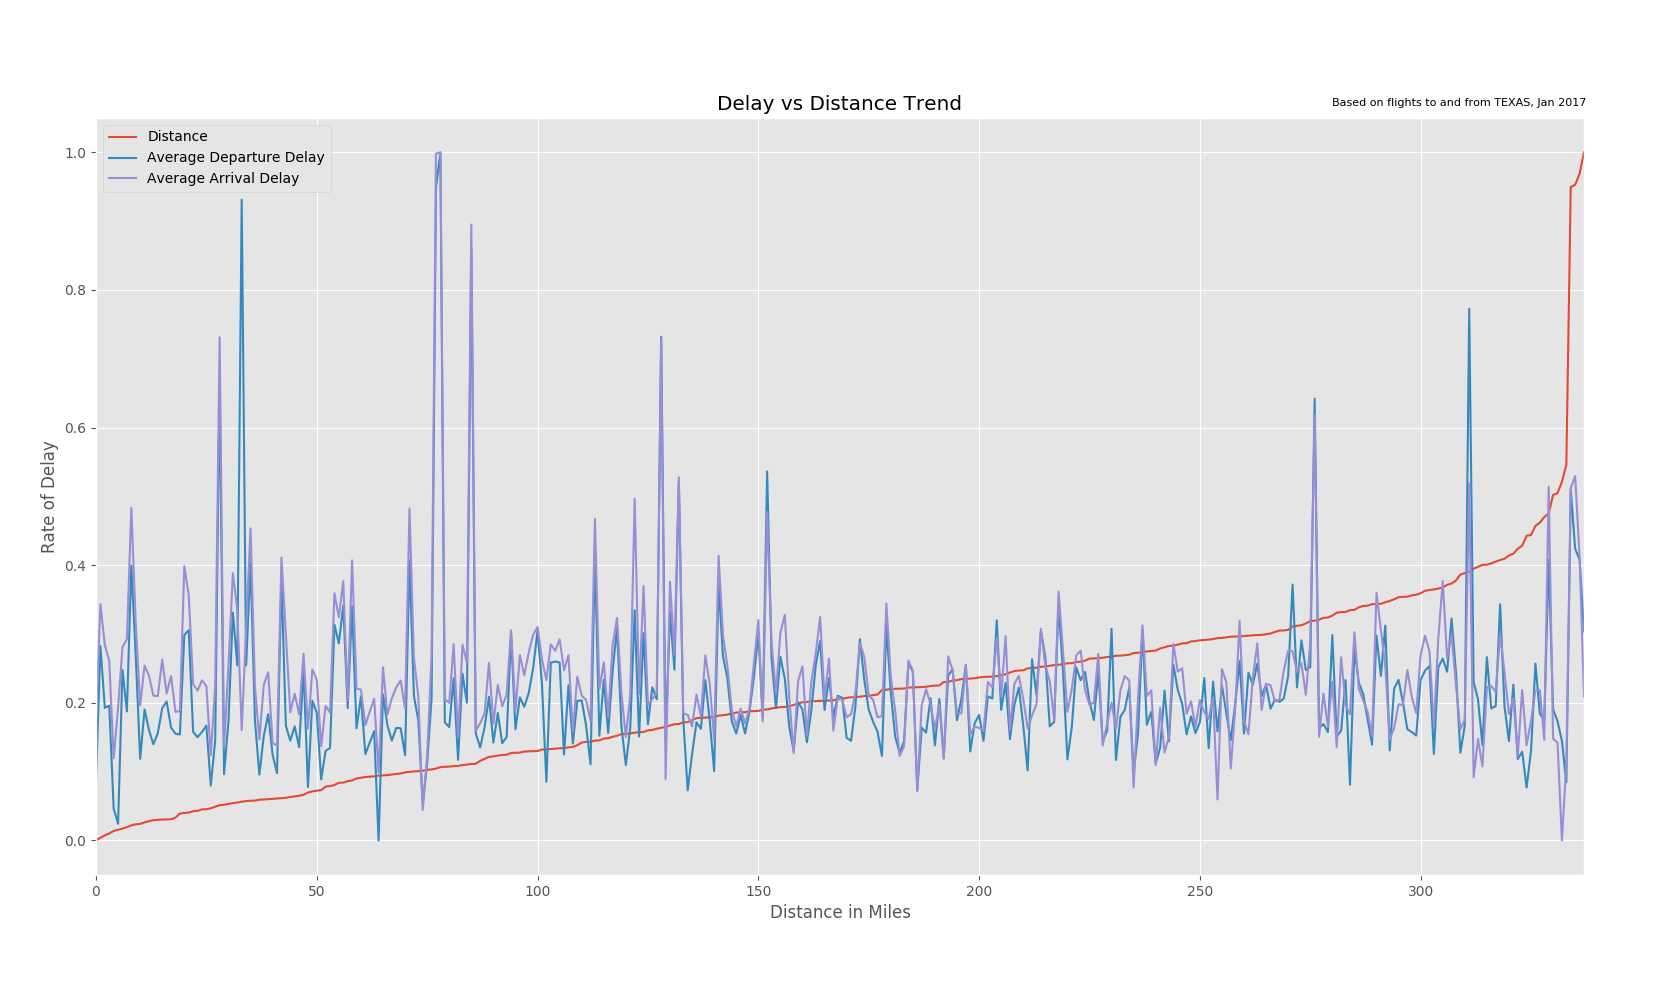 Delay vs Distance Trend
Based on flights to and from TEXAS, Jan 2017
Distance
Average Departure Delay
Average Arrival Delay
1.0
0.8
0.6
0.4
0.2
0.0
Rate of Delay
0 50 100 150 200 250 300
Distance in Miles